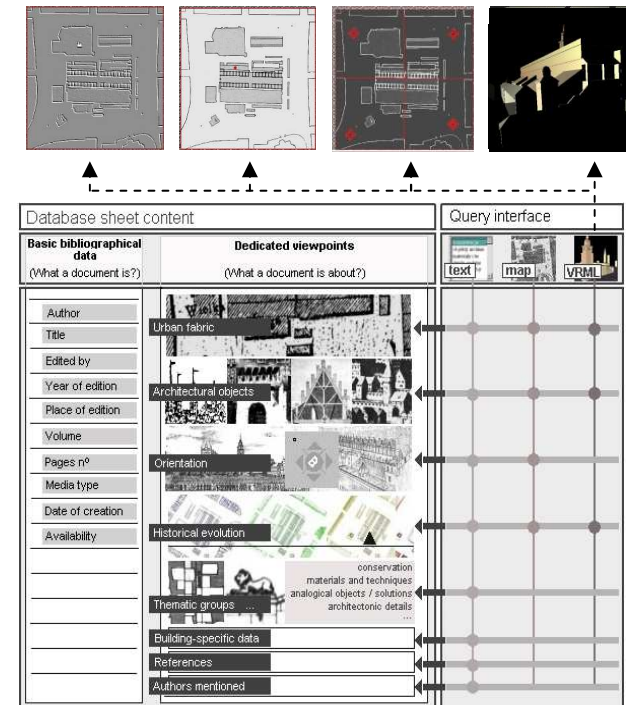 Database sheet content
Query interface
Basic bibliographical
data
(What a document is?)
Dedicated viewpoints
(What a document is about?)
text
map
VRML
Author
Title
Edited by
Year of edition
Place of edition
Volume
Pages nº
Media type
Date of creation
Availability
Urban fabric
Architectural objects
Orientation
Historical evolution
conservation
materials and techniques
analogical objects / solutions
architectonic details
...
Thematic groups ...
Building-specific data
References
Authors mentioned